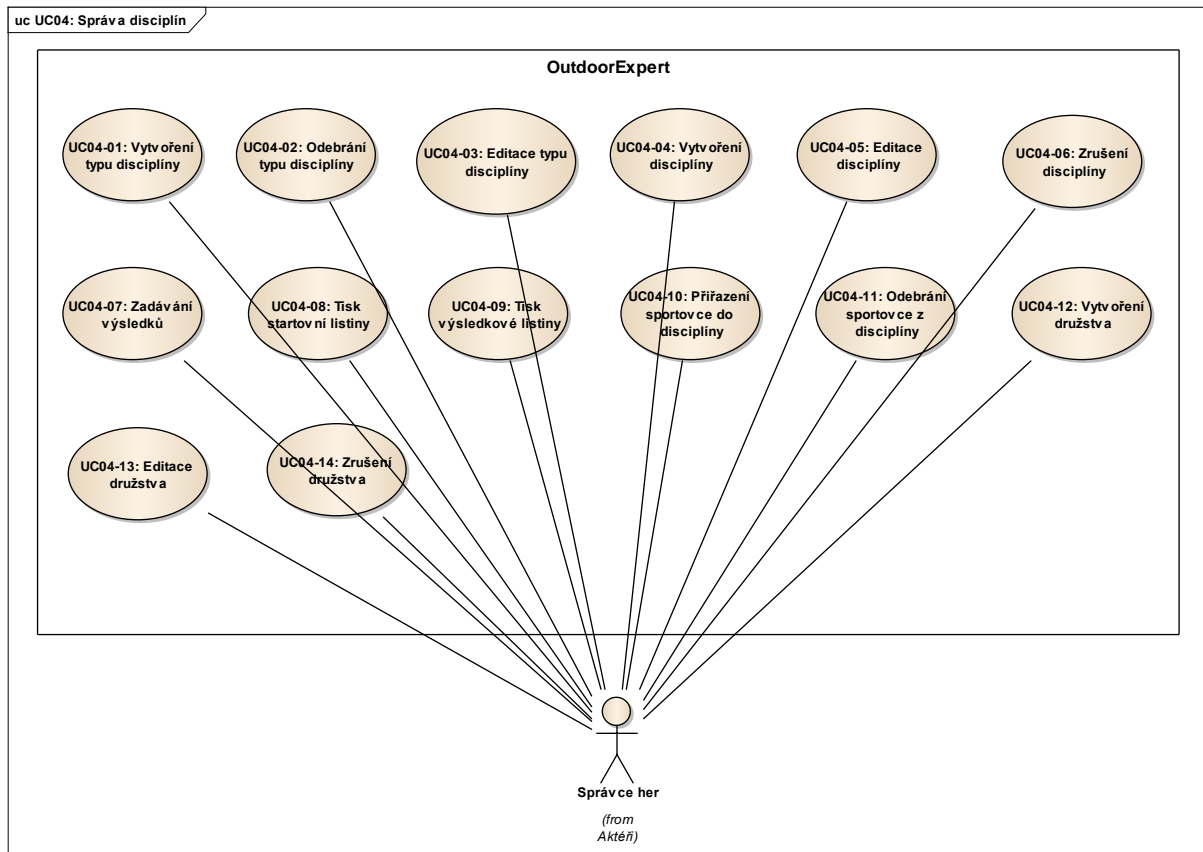 uc UC04: Správa disciplín
OutdoorExpert
UC04-01: Vytvoření
typu disciplíny
UC04-02: Odebrání
typu disciplíny
UC04-03: Editace typu
disciplíny
UC04-04: Vytvoření
disciplíny
UC04-05: Editace
disciplíny
UC04-06: Zrušení
disciplíny
UC04-07: Zadávání
výsledků
UC04-08: Tisk
startovní listiny
UC04-09: Tisk
výsledkové listiny
UC04-10: Přiřazení
sportovce do
disciplíny
UC04-11: Odebrání
sportovce z
disciplíny
UC04-12: Vytvoření
družstva
UC04-13: Editace
družstva
UC04-14: Zrušení
družstva
Správce her
(from
Aktéři)